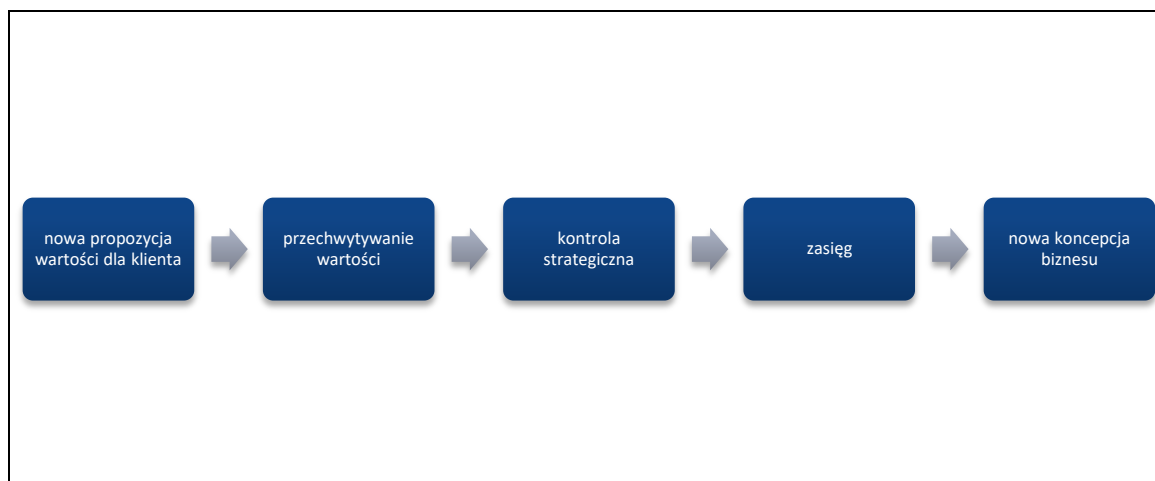 nowa propozycja
wartości dla klienta
przechwytywanie
wartości
kontrola
strategiczna
zasięg
nowa koncepcja
biznesu